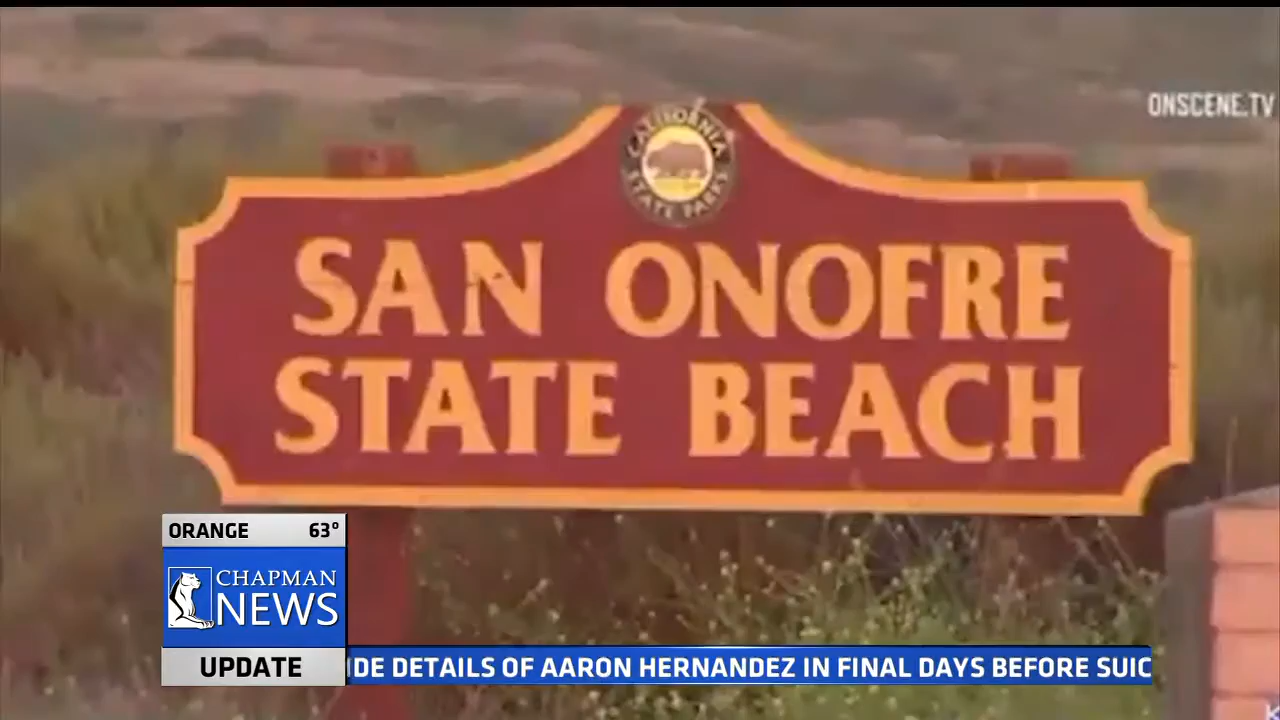 ONSCENE.TV
CALIFORNIA
STATE PARKS
SAN ONOFRE
STATE BEACH
ORANGE 63°
CHAPMAN
NEWS
UPDATE
IDE DETAILS OF AARON HERNANDEZ IN FINAL DAYS BEFORE SUIC